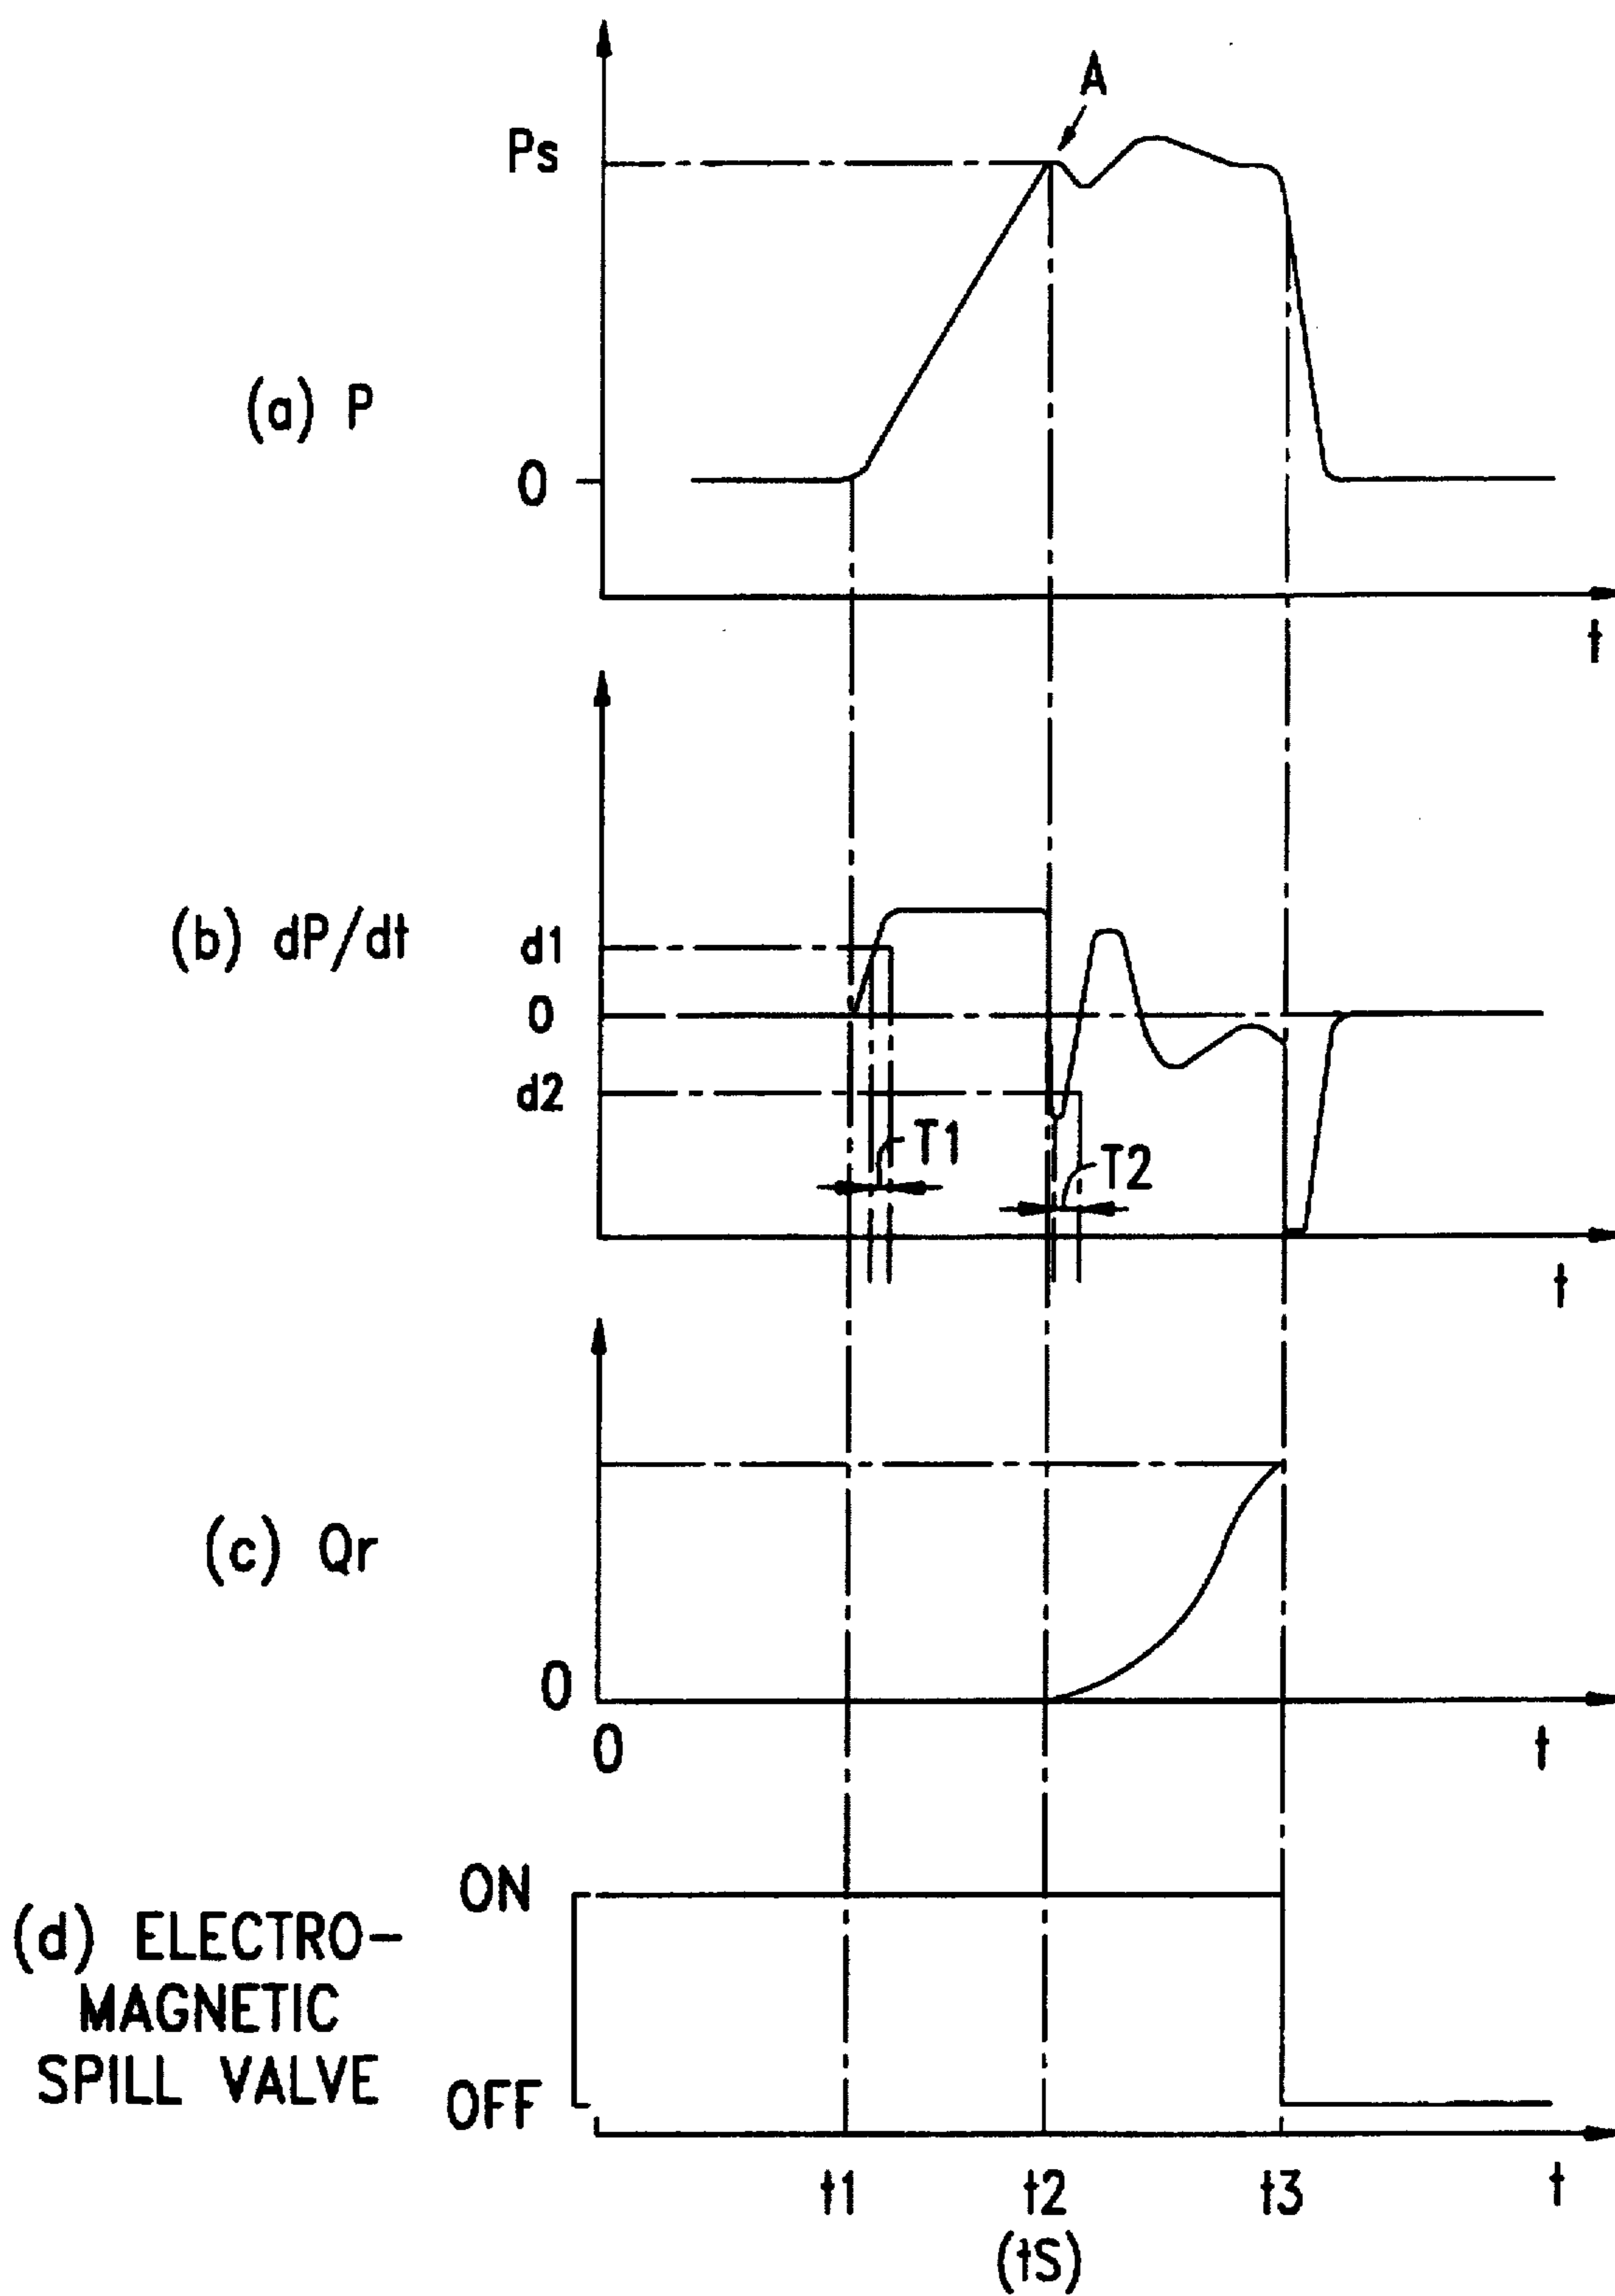 A
Ps
(a) P
0
t
(b) dP/dt
d1
0
d2
T1
T2
t
(c) Qr
0
0
t
ON
(d) ELECTRO-
MAGNETIC
SPILL VALVE
OFF
t1
t2
t3
t
(tS)